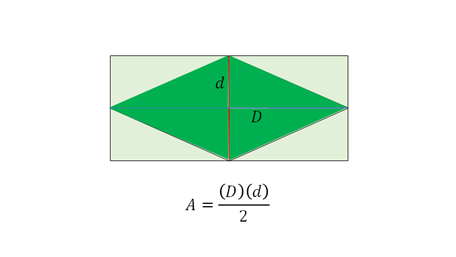 d
D
A = (D)(d)/2